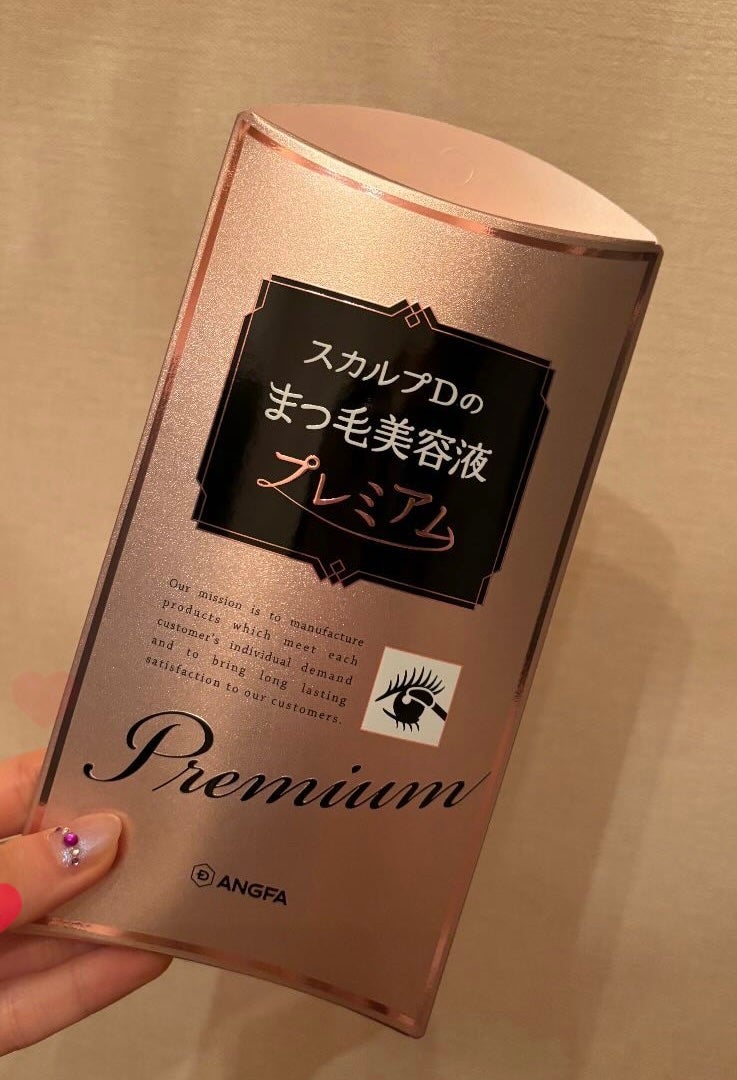 スカルプDの
まつ毛美容液
プレミアム
Our mission is to manufacture
products which meet each
customer's individual demand
and to bring long lasting
satisfaction to our customers.
Premium
ANGFA